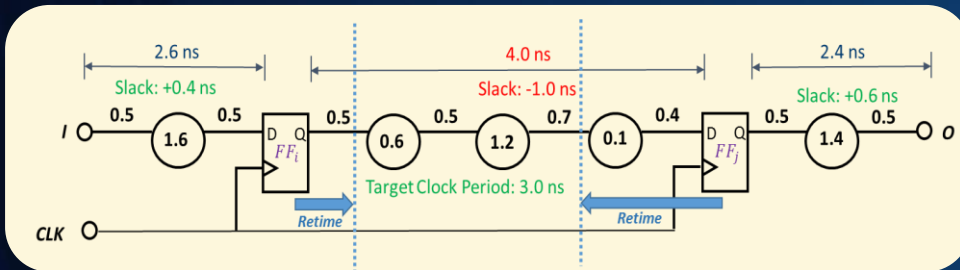 2.6 ns
4.0 ns
2.4 ns
Slack: +0.4 ns
Slack: -1.0 ns
Slack: +0.6 ns
I
0.5
1.6
0.5
D Q
FFi
0.5
0.6
0.5
1.2
0.7
0.1
0.4
D Q
FFj
0.5
1.4
0.5
O
Target Clock Period: 3.0 ns
Retime
Retime
CLK